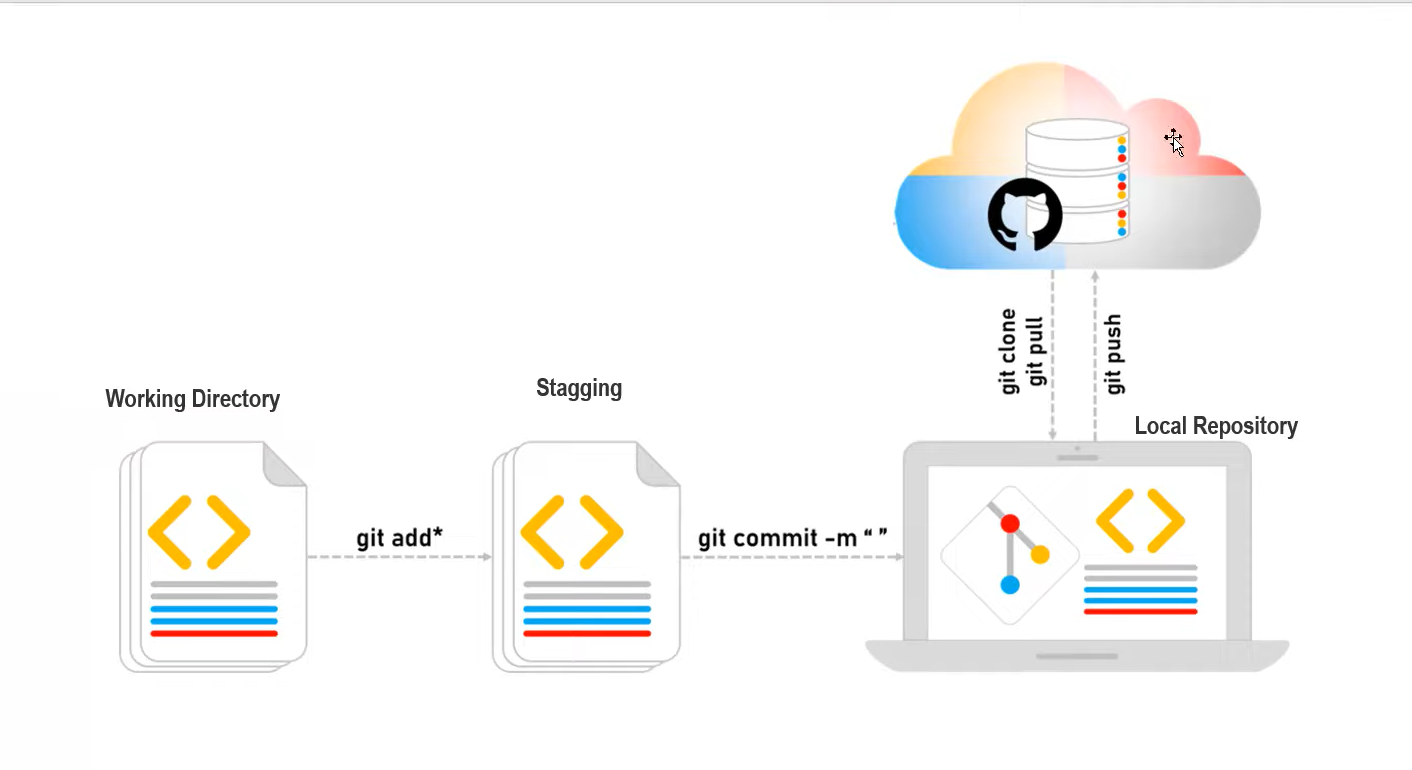 git clone
git pull
git push
Working Directory
Stagging
Local Repository
git add*
git commit -m “ ”